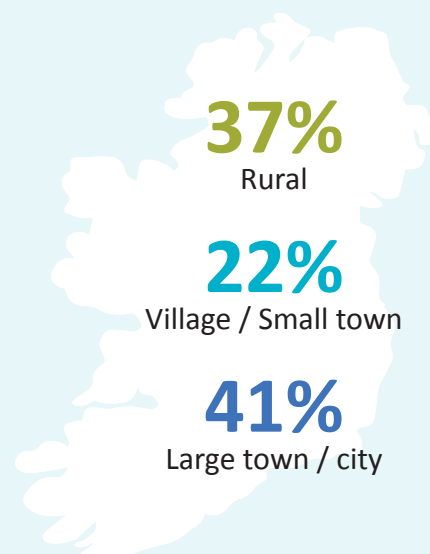 37%
Rural
22%
Village / Small town
41%
Large town / city